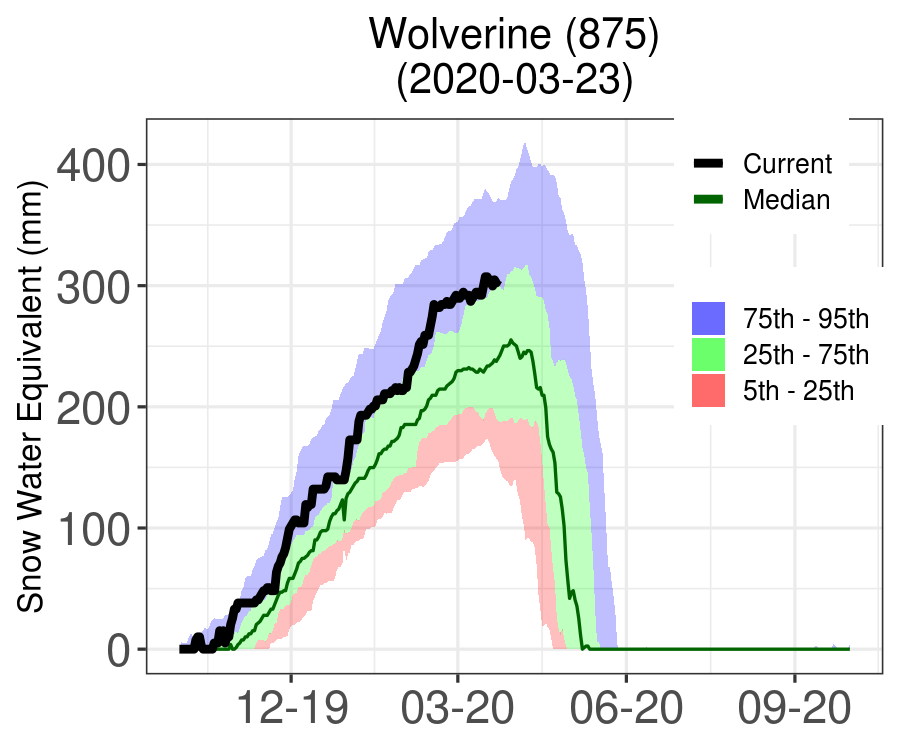 Wolverine (875)
(2020-03-23)
Snow Water Equivalent (mm)
400
300
200
100
0
12-19
03-20
06-20
09-20
Current
Median
75th - 95th
25th - 75th
5th - 25th